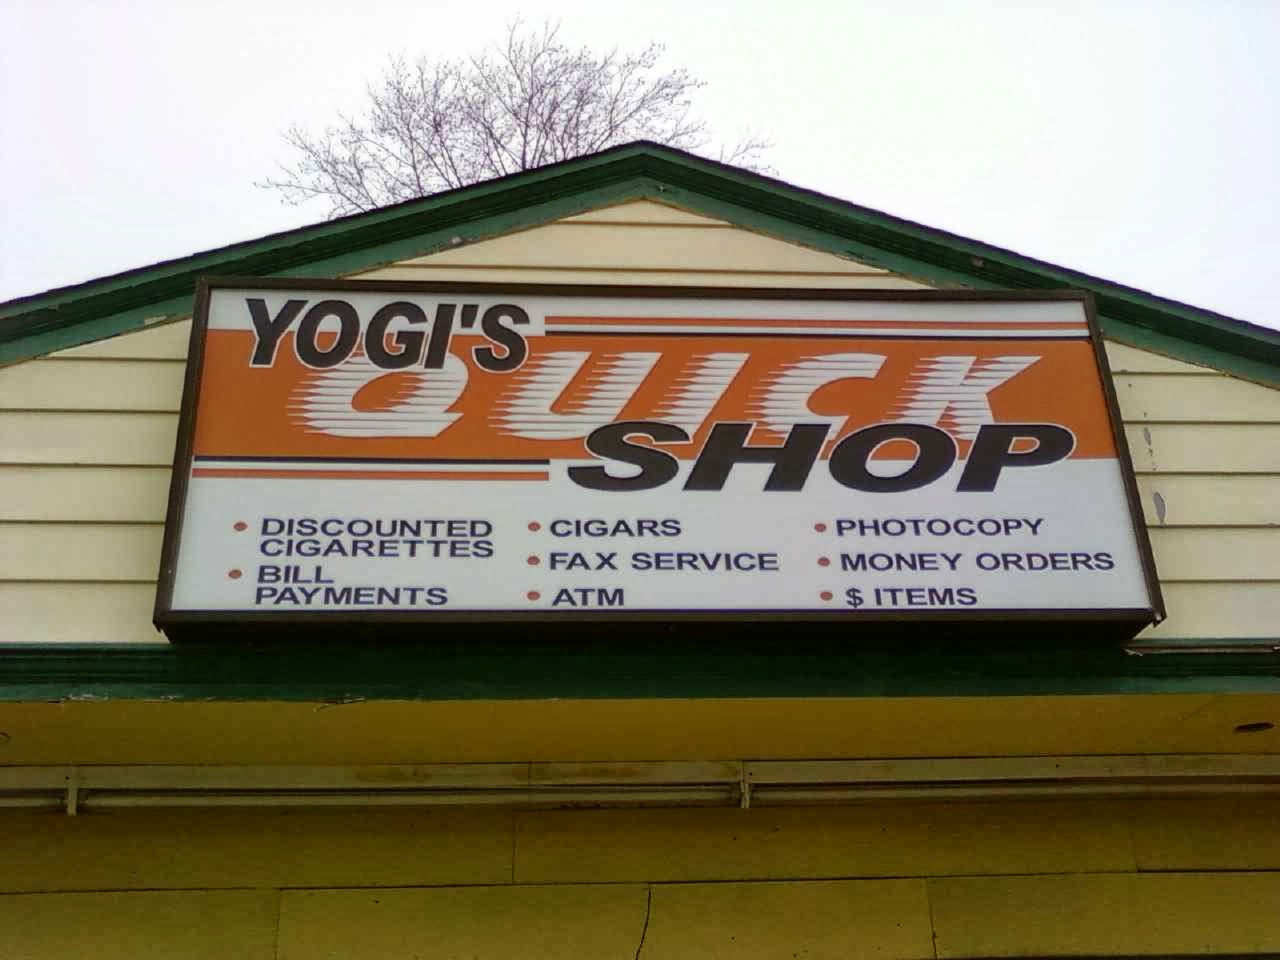 YOGI'S
QUICK
SHOP
• DISCOUNTED
CIGARETTES
• BILL
PAYMENTS
• CIGARS
• FAX SERVICE
• ATM
• PHOTOCOPY
• MONEY ORDERS
• $ ITEMS